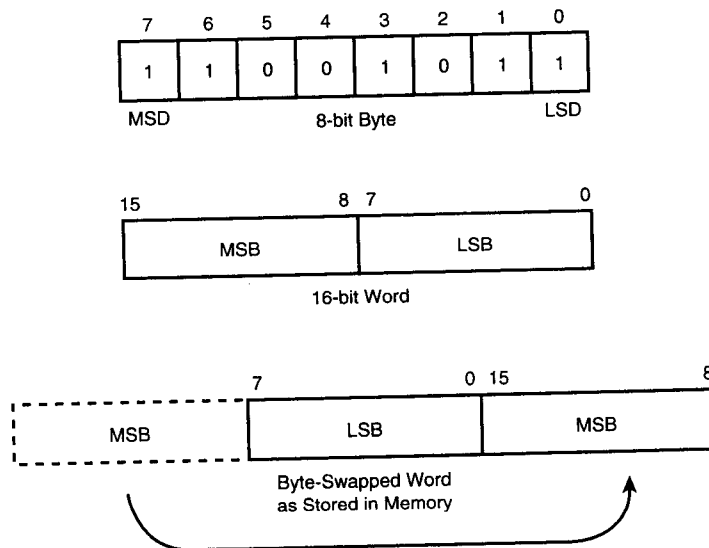 7 6 5 4 3 2 1 0
1 1 0 0 1 0 1 1
MSD 8-bit Byte LSD
15 8 7 0
MSB LSB
16-bit Word
7 0 15 8
MSB LSB MSB
Byte-Swapped Word
as Stored in Memory